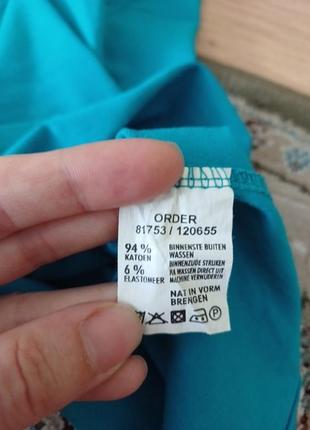 ORDER
81753 / 120655
94 % BINNENSTE BUITEN
KATOEN WASSEN
6 % BINNENZIJDE STRIJKEN
ELASTOMEER NA WASSEN DIRECT UIT
MACHINE VERWIJDEREN
NAT IN VORM
BRENGEN
P